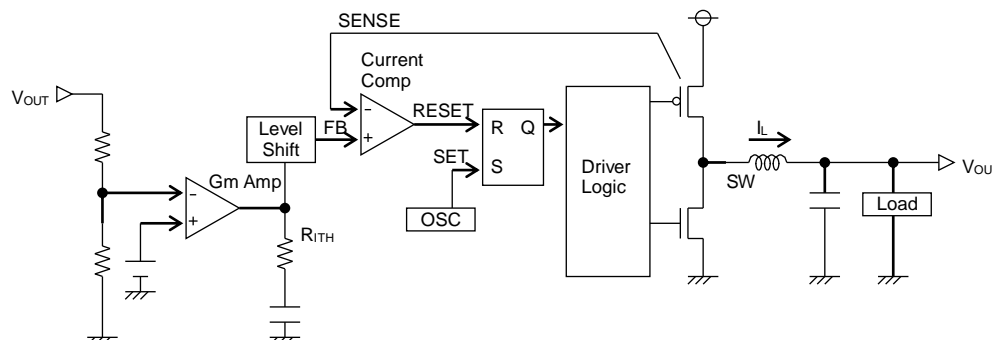 SENSE
Current
Comp
VOUT
Level
Shift
FB
-
+
RESET
R Q
S
SET
Gm Amp
-
+
OSC
RITH
Driver
Logic
IL
SW
VOU
Load